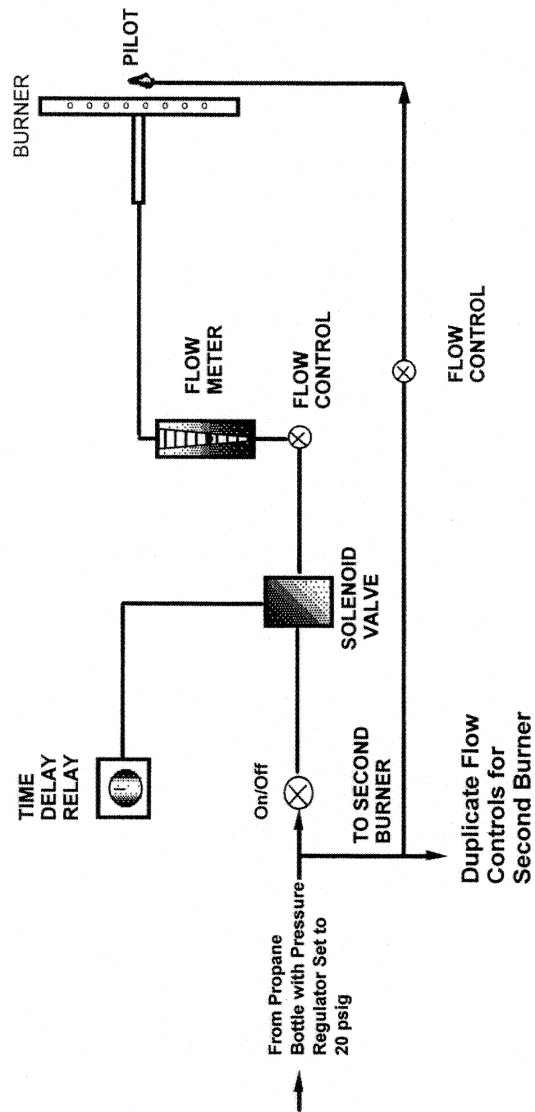 BURNER
PILOT
FLOW
METER
FLOW
CONTROL
FLOW
CONTROL
SOLENOID
VALVE
TIME
DELAY
RELAY
On/Off
TO SECOND
BURNER
From Propane
Bottle with Pressure
Regulator Set to
20 psig
Duplicate Flow
Controls for
Second Burner